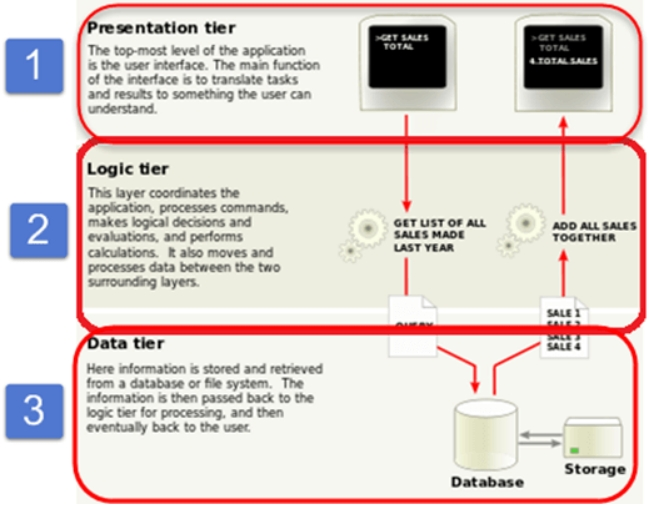 1
Presentation tier
The top-most level of the application
is the user interface. The main function
of the interface is to translate tasks
and results to something the user can
understand.
>GET SALES
TOTAL
>GET SALES
TOTAL
4 TOTAL SALES
2
Logic tier
This layer coordinates the
application, processes commands,
makes logical decisions and
evaluations, and performs
calculations. It also moves and
processes data between the two
surrounding layers.
GET LIST OF ALL
SALES MADE
LAST YEAR
ADD ALL SALES
TOGETHER
QUERY
SALE 1
SALE 2
SALE 3
SALE 4
3
Data tier
Here information is stored and retrieved
from a database or file system. The
information is then passed back to the
logic tier for processing, and then
eventually back to the user.
Database
Storage